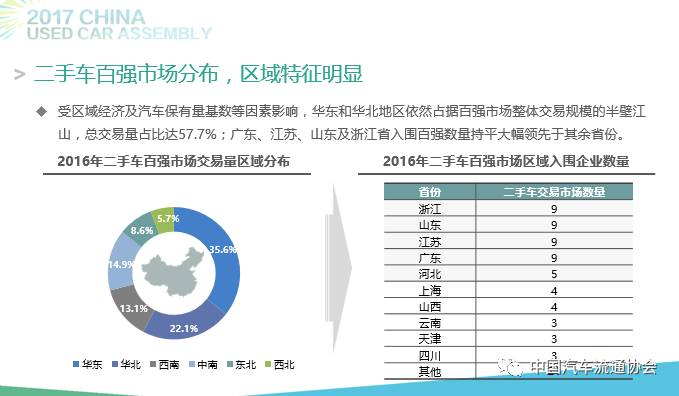 2017 CHINA
USED CAR ASSEMBLY
> 二手车百强市场分布，区域特征明显
◆ 受区域经济及汽车保有量基数等因素影响，华东和华北地区依然占据百强市场整体交易规模的半壁江
山，总交易量占比达57.7%；广东、江苏、山东及浙江省入围百强数量持平大幅领先于其余省份。
2016年二手车百强市场交易量区域分布
35.6%
22.1%
13.1%
14.9%
8.6%
5.7%
华东 华北 西南 中南 东北 西北
2016年二手车百强市场区域入围企业数量
省份 二手车交易市场数量
浙江 9
山东 9
江苏 9
广东 9
河北 5
上海 4
山西 4
云南 3
天津 3
四川 3
其他
中国汽车流通协会